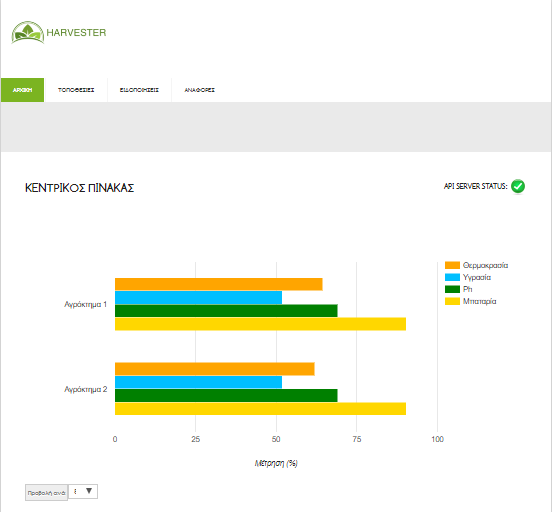 HARVESTER
ΑΡΧΙΚΗ ΤΟΠΟΘΕΣΙΕΣ ΕΙΔΟΠΟΙΗΣΕΙΣ ΑΝΑΦΟΡΕΣ
ΚΕΝΤΡΙΚΟΣ ΠΙΝΑΚΑΣ
API SERVER STATUS:
Θερμοκρασία
Υγρασία
Ph
Μπαταρία
Αγρόκτημα 1
Αγρόκτημα 2
0 25 50 75 100
Μέτρηση (%)
Προβολή ανά: